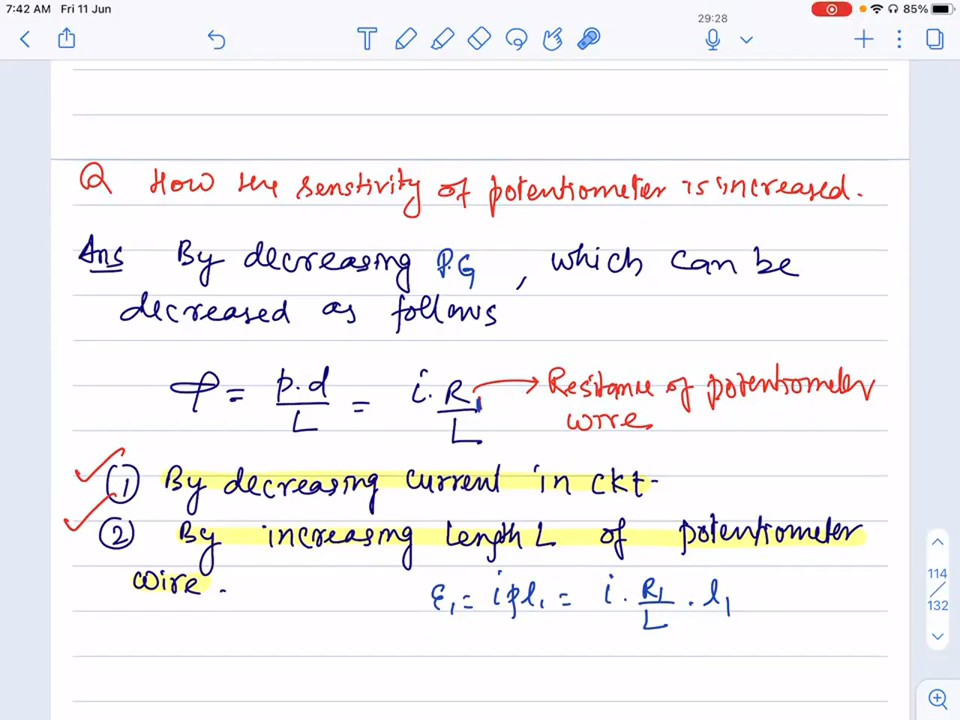 7:42 AM Fri 11 Jun
85%
29:28
T
Q How the senstivity of potentiometer is increased.
Ans By decreasing P.G, which can be
decreased as follows
φ = p.d/L = i.R₁/L → Resistance of potentiometer
wire
① By decreasing current in ckt.
② By increasing length L of potentiometer
wire.
ε₁ = iφl₁ = i.R₁/L.l₁
114
/
132